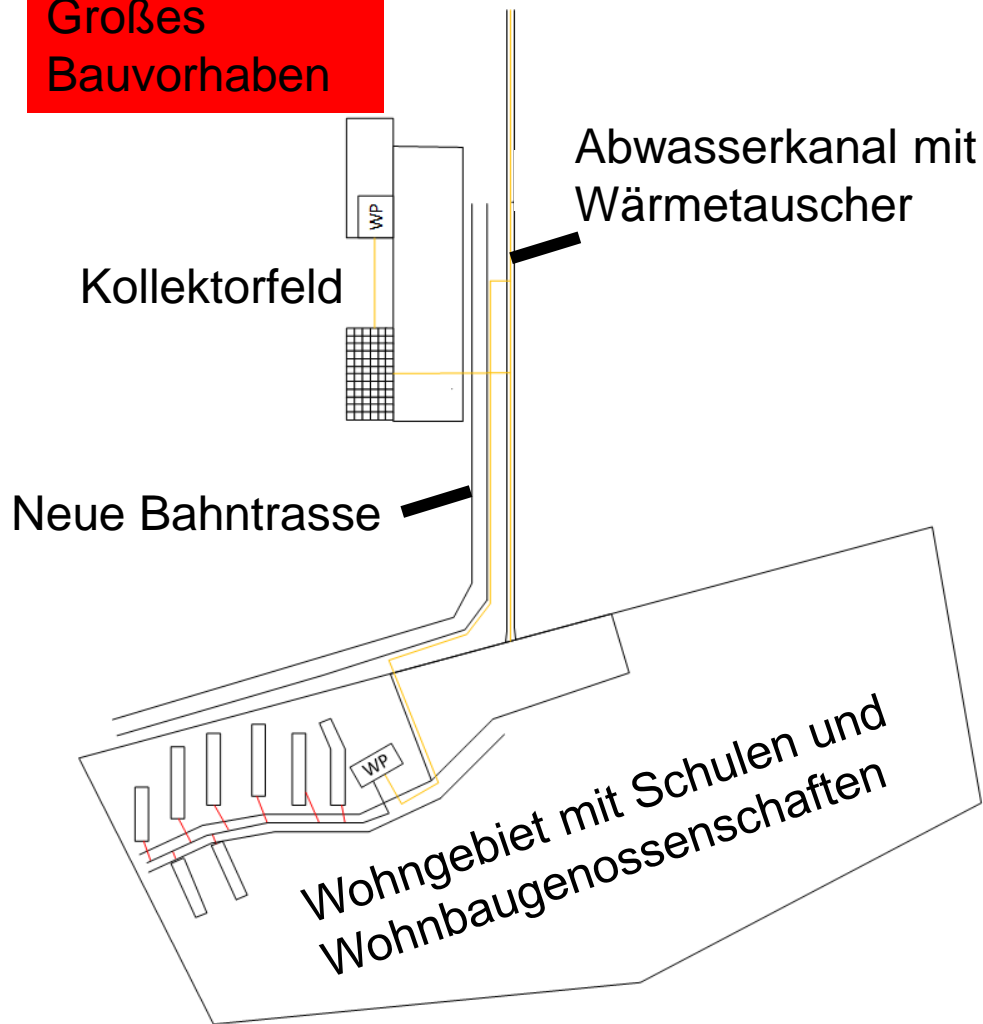 Großes
Bauvorhaben
Abwasserkanal mit
Wärmetauscher
WP
Kollektorfeld
Neue Bahntrasse
WP
Wohngebiet mit Schulen und
Wohnbaugenossenschaften